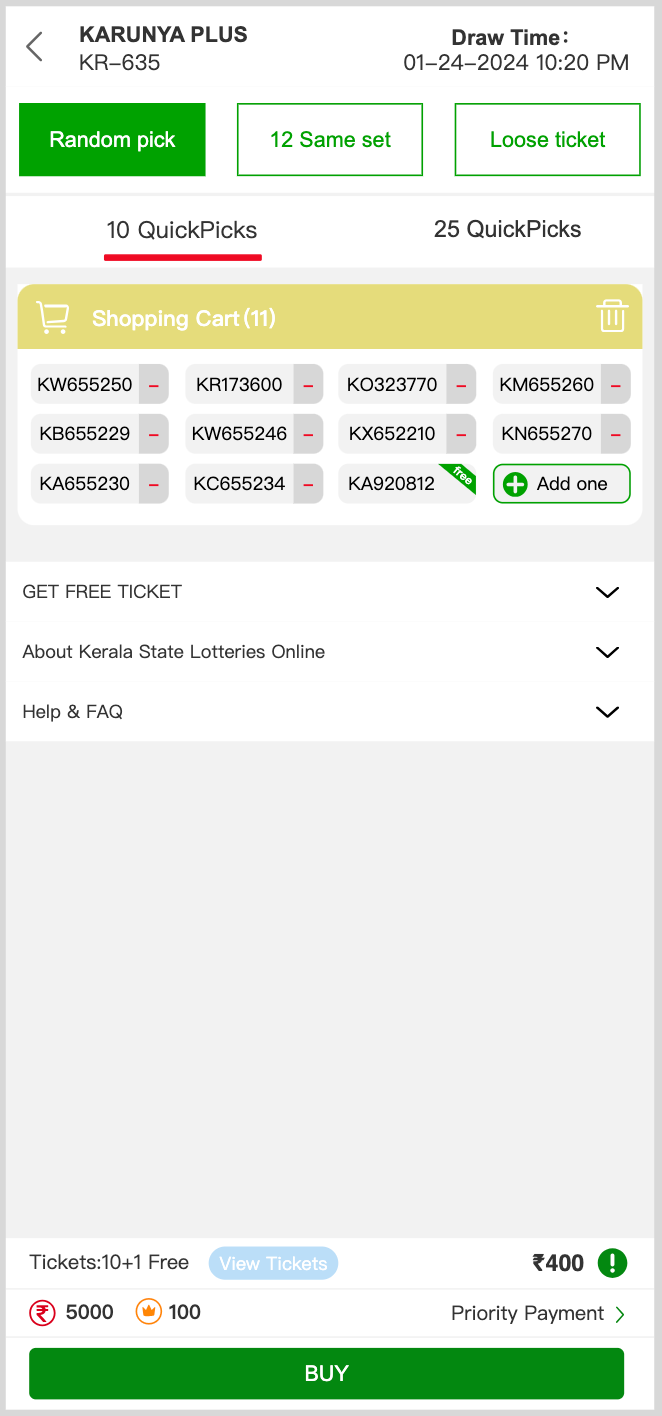 KARUNYA PLUS
KR-635
Draw Time:
01-24-2024 10:20 PM
Random pick
12 Same set
Loose ticket
10 QuickPicks
25 QuickPicks
Shopping Cart (11)
KW655250 -
KR173600 -
KO323770 -
KM655260 -
KB655229 -
KW655246 -
KX652210 -
KN655270 -
KA655230 -
KC655234 -
KA920812 free
Add one
GET FREE TICKET
About Kerala State Lotteries Online
Help & FAQ
Tickets:10+1 Free
View Tickets
₹400
5000
100
Priority Payment
BUY